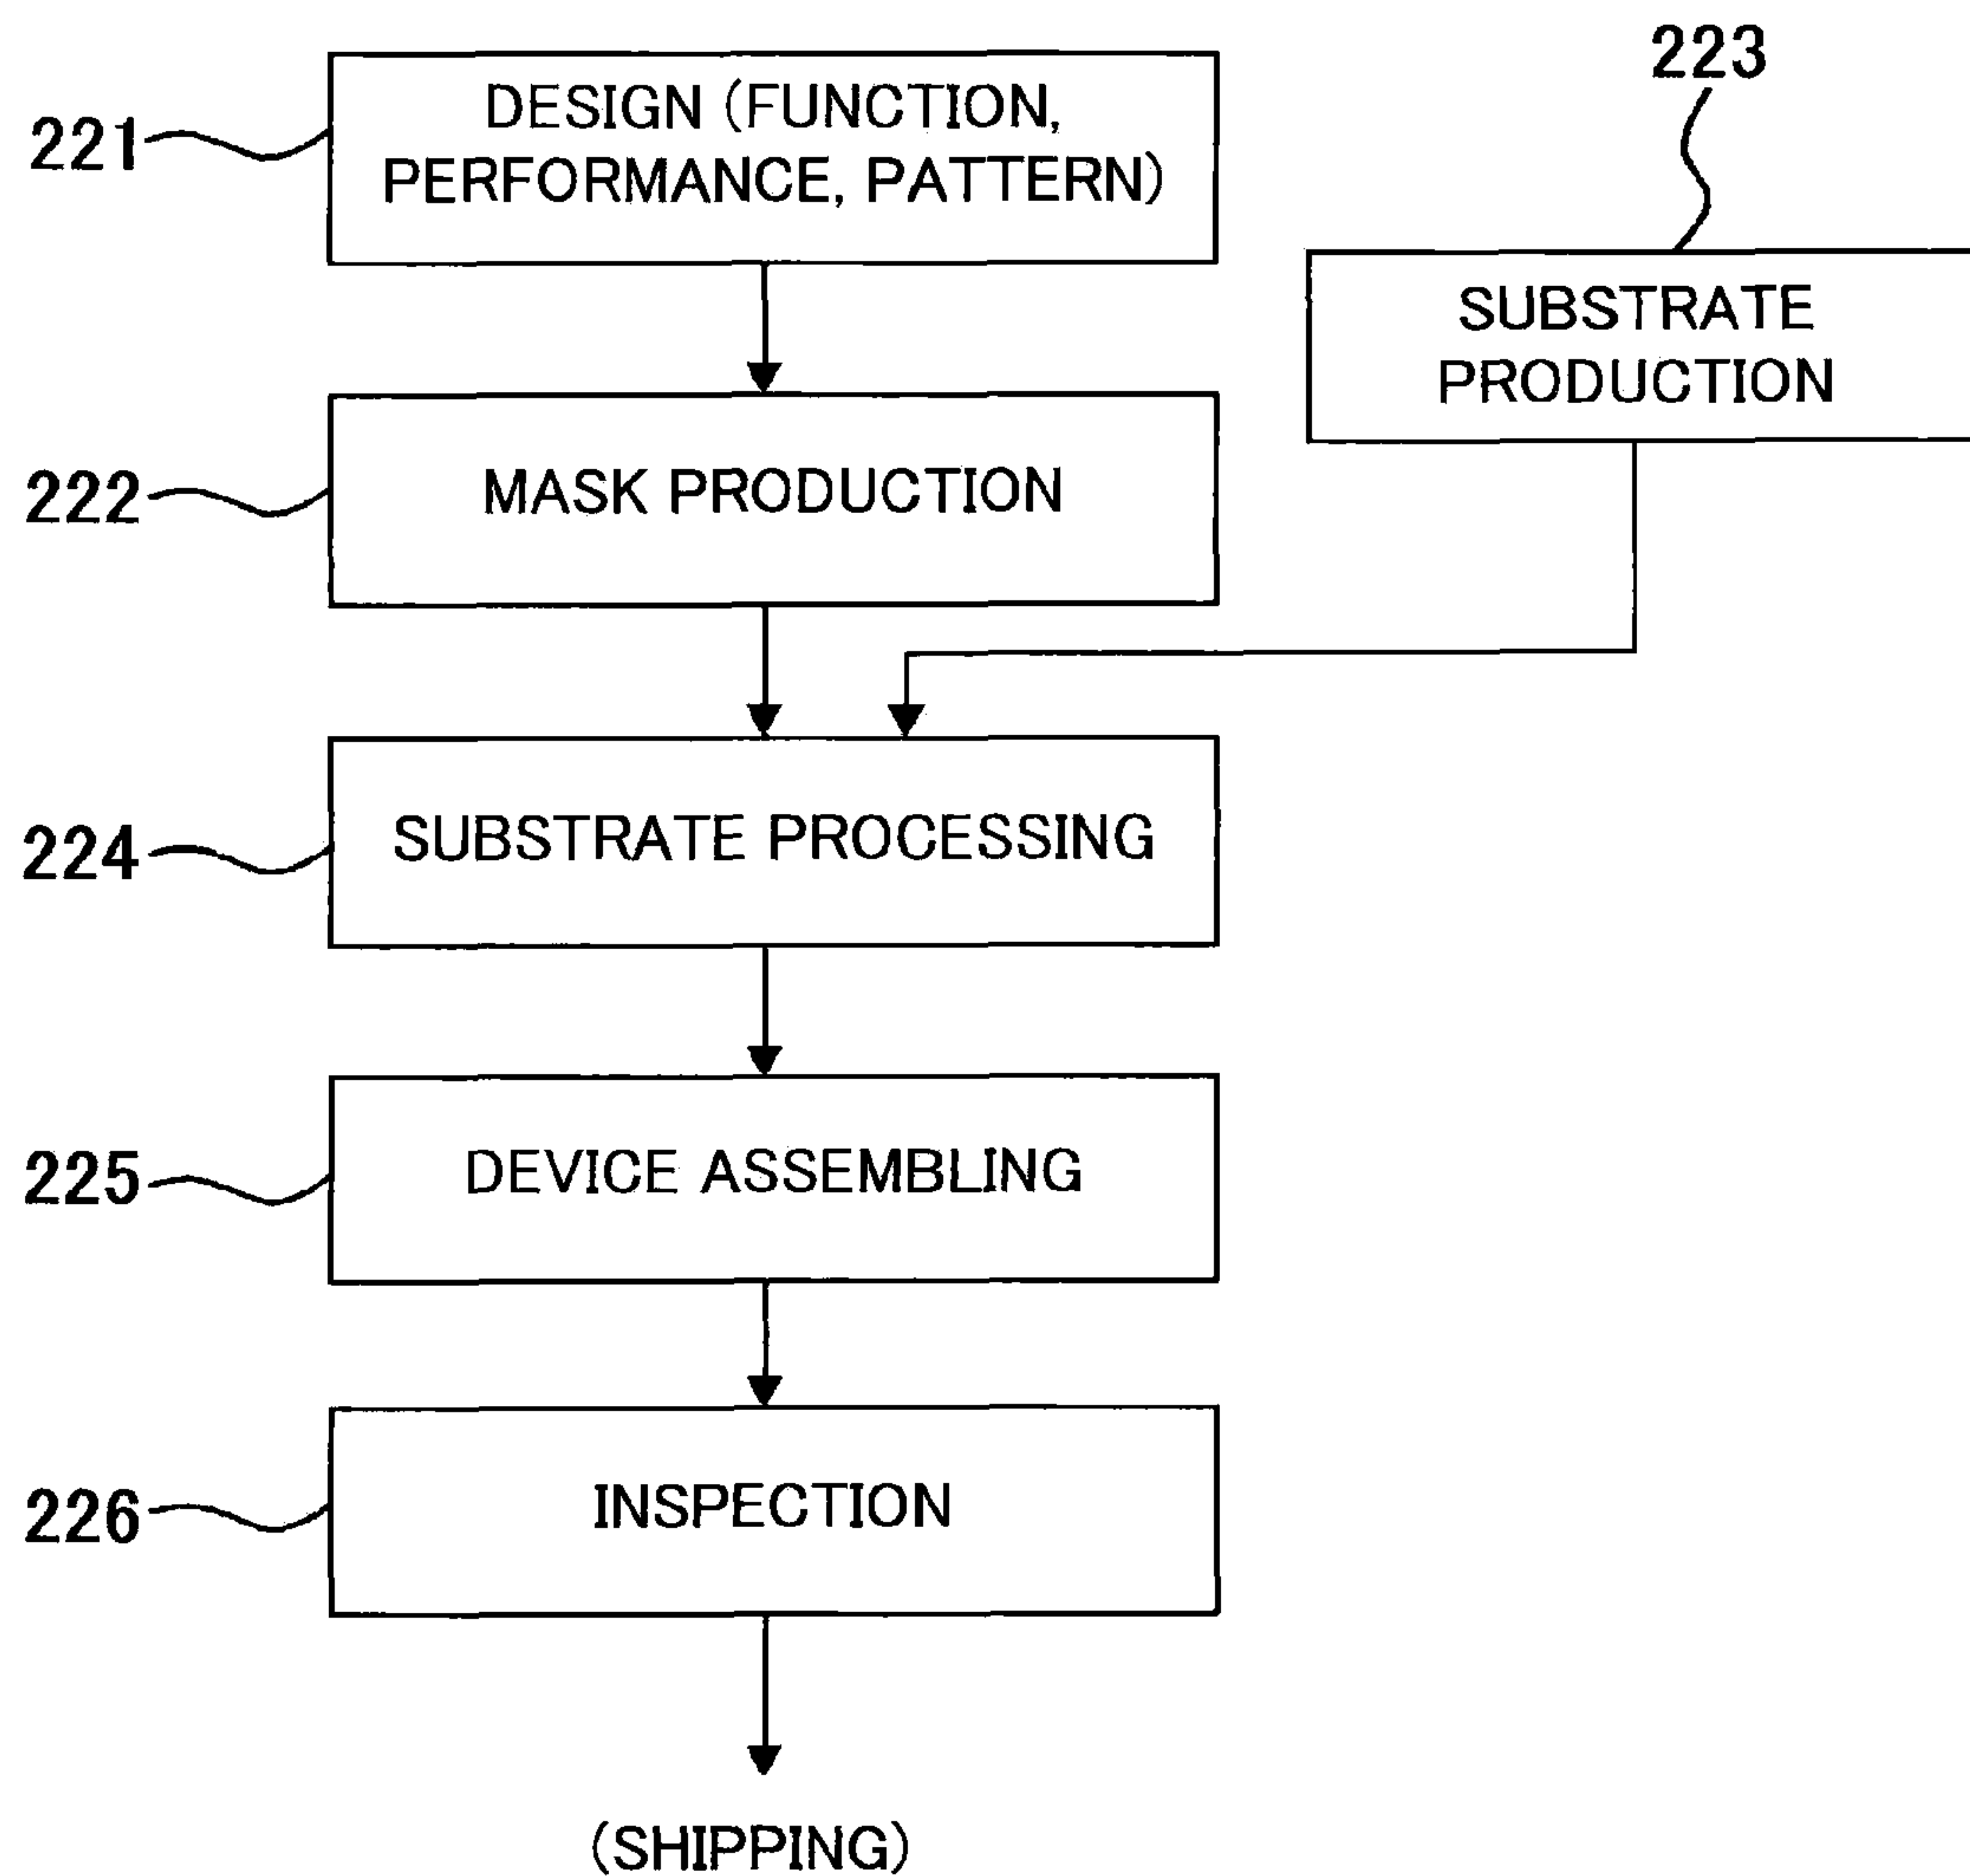 223
221
DESIGN (FUNCTION,
PERFORMANCE, PATTERN)
SUBSTRATE
PRODUCTION
222
MASK PRODUCTION
224
SUBSTRATE PROCESSING
225
DEVICE ASSEMBLING
226
INSPECTION
(SHIPPING)